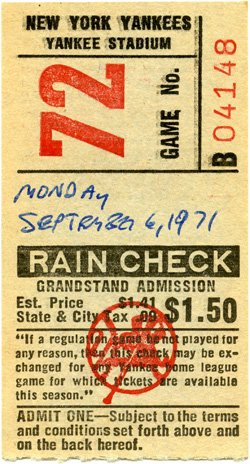 NEW YORK YANKEES
YANKEE STADIUM
72
GAME No.
B 04148
MONDAY
SEPTEMBER 6, 1971
RAIN CHECK
GRANDSTAND ADMISSION
Est. Price $1.41
State & City Tax .09 $1.50
"If a regulation game be not played for
any reason, then this check may be ex-
changed for any Yankee home league
game for which tickets are available
this season."
ADMIT ONE—Subject to the terms
and conditions set forth above and
on the back hereof.